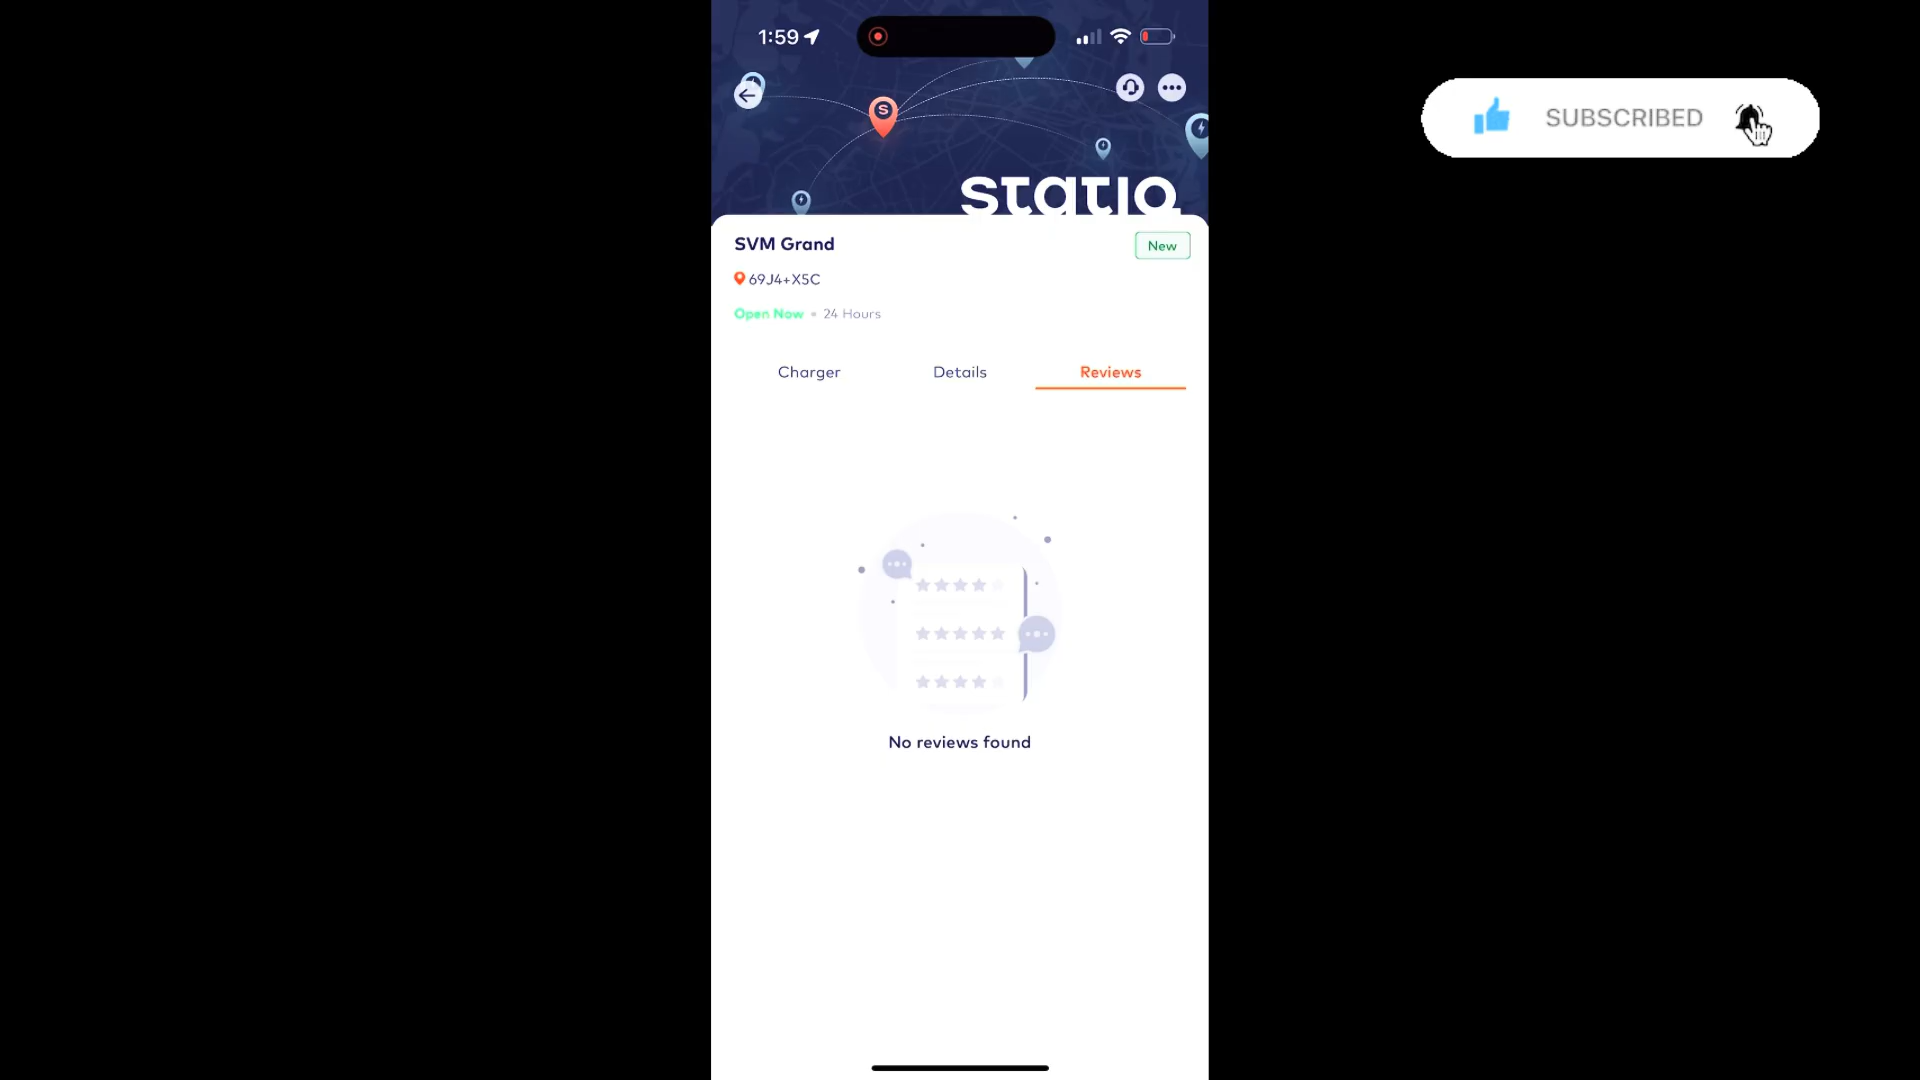 1:59
S
statiq
SVM Grand
New
69J4+X5C
Open Now • 24 Hours
Charger
Details
Reviews
No reviews found
SUBSCRIBED